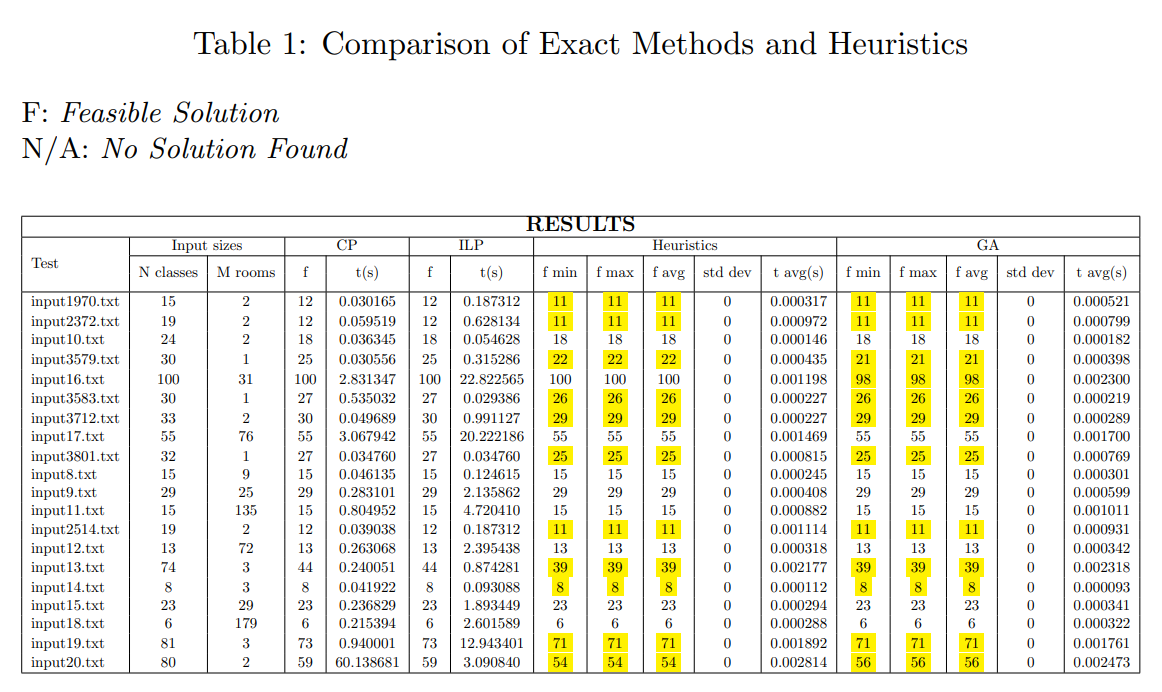 Table 1: Comparison of Exact Methods and Heuristics
F: Feasible Solution
N/A: No Solution Found
RESULTS
Test Input sizes CP ILP Heuristics GA
N classes M rooms f t(s) f t(s) f min f max f avg std dev t avg(s) f min f max f avg std dev t avg(s)
input1970.txt 15 2 12 0.030165 12 0.187312 11 11 11 0 0.000317 11 11 11 0 0.000521
input2372.txt 19 2 12 0.059519 12 0.628134 11 11 11 0 0.000972 11 11 11 0 0.000799
input10.txt 24 2 18 0.036345 18 0.054628 18 18 18 0 0.000146 18 18 18 0 0.000182
input3579.txt 30 1 25 0.030556 25 0.315286 22 22 22 0 0.000435 21 21 21 0 0.000398
input16.txt 100 31 100 2.831347 100 22.822565 100 100 100 0 0.001198 98 98 98 0 0.002300
input3583.txt 30 1 27 0.535032 27 0.029386 26 26 26 0 0.000227 26 26 26 0 0.000219
input3712.txt 33 2 30 0.049689 30 0.991127 29 29 29 0 0.000227 29 29 29 0 0.000289
input17.txt 55 76 55 3.067942 55 20.222186 55 55 55 0 0.001469 55 55 55 0 0.001700
input3801.txt 32 1 27 0.034760 27 0.034760 25 25 25 0 0.000815 25 25 25 0 0.000769
input8.txt 15 9 15 0.046135 15 0.124615 15 15 15 0 0.000245 15 15 15 0 0.000301
input9.txt 29 25 29 0.283101 29 2.135862 29 29 29 0 0.000408 29 29 29 0 0.000599
input11.txt 15 135 15 0.804952 15 4.720410 15 15 15 0 0.000882 15 15 15 0 0.001011
input2514.txt 19 2 12 0.039038 12 0.187312 11 11 11 0 0.001114 11 11 11 0 0.000931
input12.txt 13 72 13 0.263068 13 2.395438 13 13 13 0 0.000318 13 13 13 0 0.000342
input13.txt 74 3 44 0.240051 44 0.874281 39 39 39 0 0.002177 39 39 39 0 0.002318
input14.txt 8 3 8 0.041922 8 0.093088 8 8 8 0 0.000112 8 8 8 0 0.000093
input15.txt 23 29 23 0.236829 23 1.893449 23 23 23 0 0.000294 23 23 23 0 0.000341
input18.txt 6 179 6 0.215394 6 2.601589 6 6 6 0 0.000288 6 6 6 0 0.000322
input19.txt 81 3 73 0.940001 73 12.943401 71 71 71 0 0.001892 71 71 71 0 0.001761
input20.txt 80 2 59 60.138681 59 3.090840 54 54 54 0 0.002814 56 56 56 0 0.002473